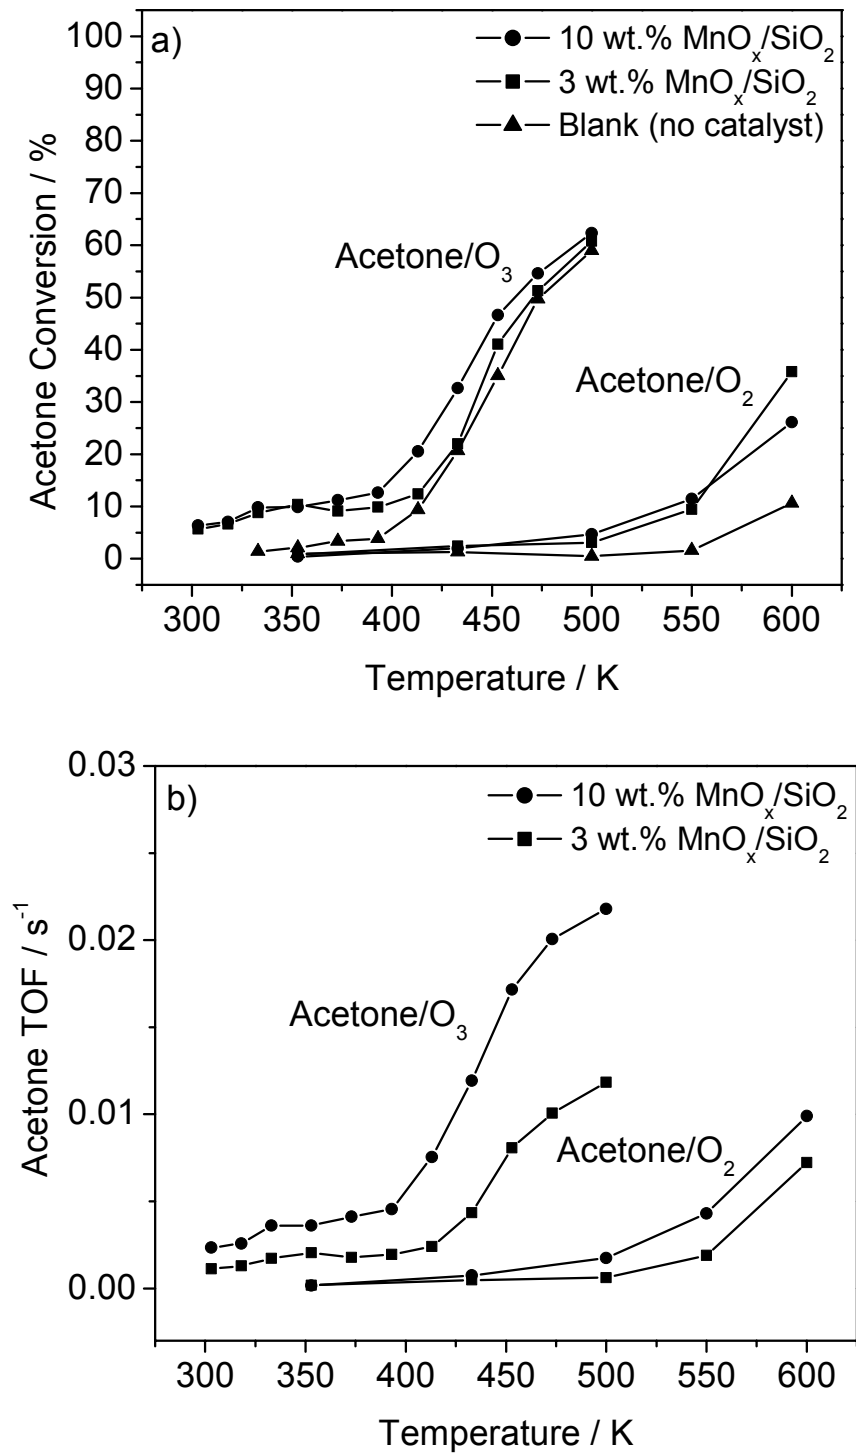 a)
10 wt.% MnOₓ/SiO₂
3 wt.% MnOₓ/SiO₂
Blank (no catalyst)
100
90
80
70
60
50
40
30
20
10
0
Acetone Conversion / %
Acetone/O₃
Acetone/O₂
300 350 400 450 500 550 600
Temperature / K
b)
10 wt.% MnOₓ/SiO₂
3 wt.% MnOₓ/SiO₂
0.03
0.02
0.01
0.00
Acetone TOF / s⁻¹
Acetone/O₃
Acetone/O₂
300 350 400 450 500 550 600
Temperature / K